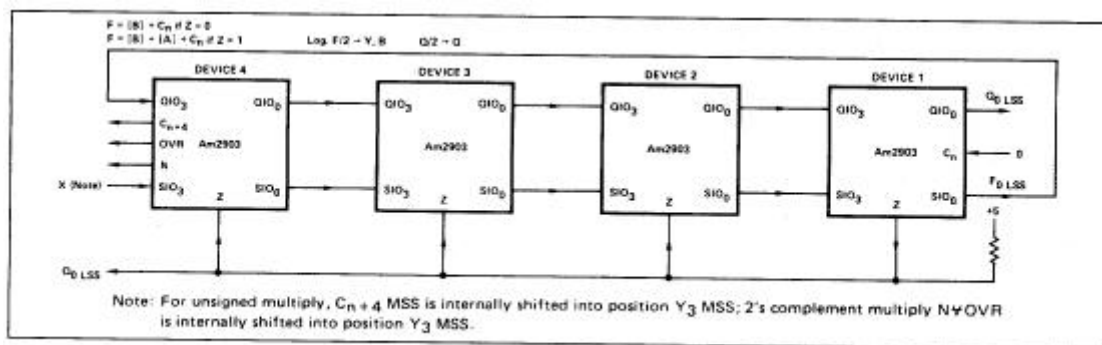 F = [B] + Cn if Z = 0
F = [B] + [A] + Cn if Z = 1 Log. F/2 → Y, B Q/2 → Q
DEVICE 4 DEVICE 3 DEVICE 2 DEVICE 1
QIO3 QIO0 QIO3 QIO0 QIO3 QIO0 QIO3 QIO0 Q0 LSS
Cn+4
OVR Am2903 Am2903 Am2903 Am2903 Cn 0
N
X (Note) SIO3 SIO0 SIO3 SIO0 SIO3 SIO0 SIO3 SIO0 F0 LSS
Z Z Z Z +5
Q0 LSS
Note: For unsigned multiply, Cn + 4 MSS is internally shifted into position Y3 MSS; 2's complement multiply N∀OVR
is internally shifted into position Y3 MSS.